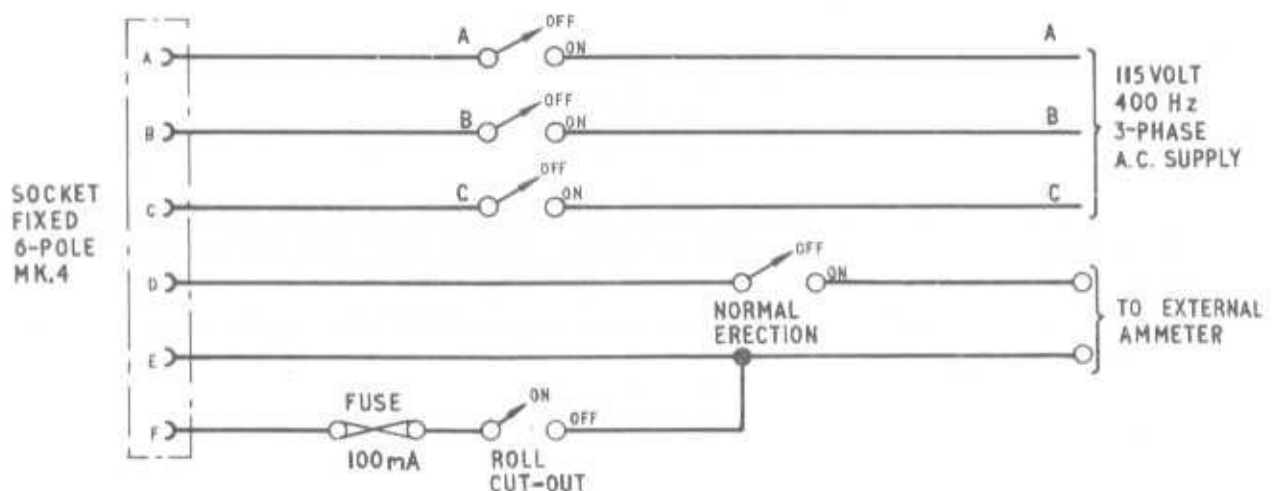 A
B
C
D
E
F
SOCKET
FIXED
6-POLE
MK.4
A
OFF
ON
A
B
OFF
ON
B
C
OFF
ON
C
115 VOLT
400 Hz
3-PHASE
A.C. SUPPLY
OFF
ON
NORMAL
ERECTION
TO EXTERNAL
AMMETER
FUSE
100mA
ON
OFF
ROLL
CUT-OUT